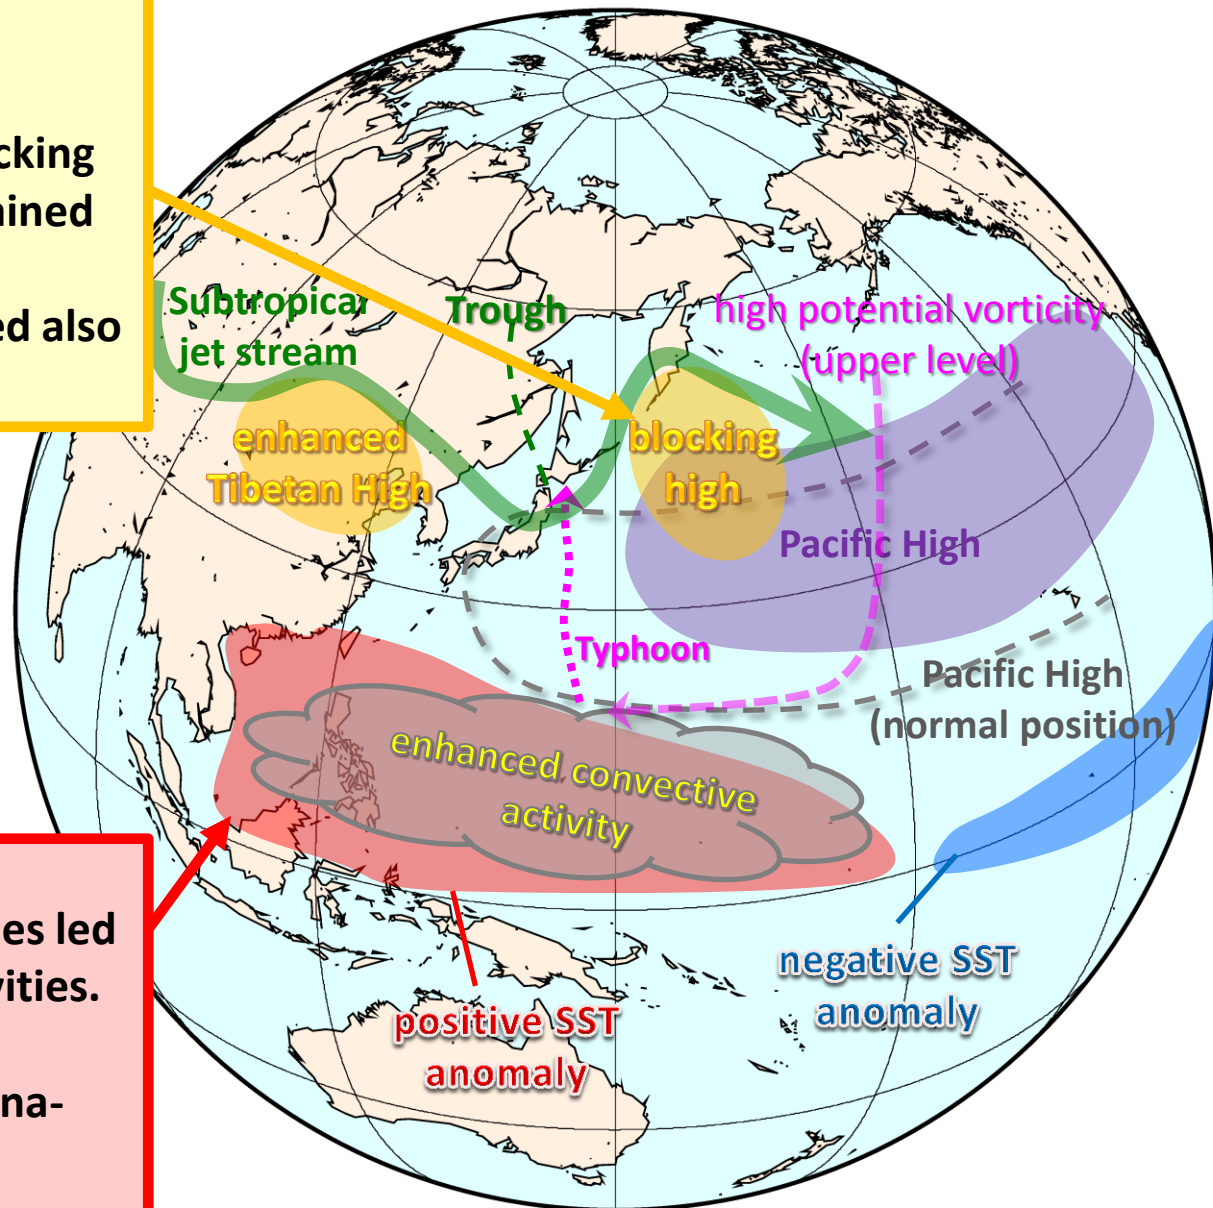 cking
ained
ed also
Subtropical
jet stream
Trough
high potential vorticity
(upper level)
enhanced
Tibetan High
blocking
high
Pacific High
Typhoon
Pacific High
(normal position)
enhanced convective
activity
es led
vities.
na-
positive SST
anomaly
negative SST
anomaly